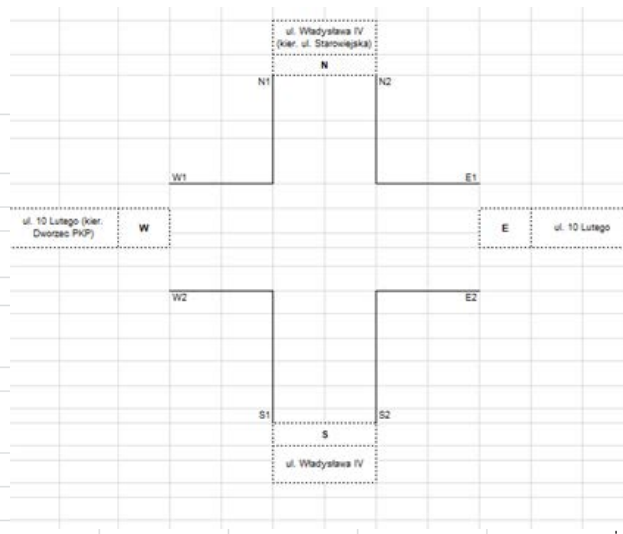 ul. Władysława IV
(kier. ul. Starowiejska)
N
N1 N2
W1 E1
ul. 10 Lutego (kier.
Dworzec PKP)
W
E
ul. 10 Lutego
W2 E2
S1 S2
S
ul. Władysława IV